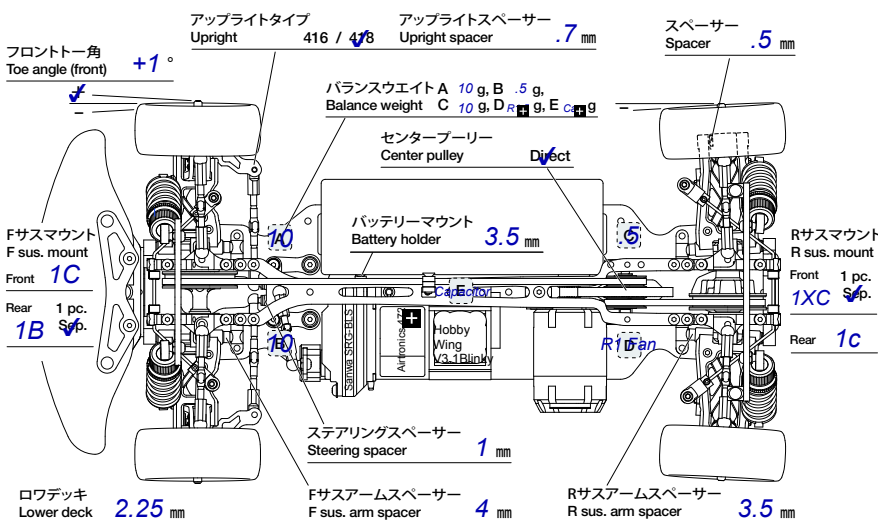 アップライトタイプ
Upright 416 / 418
アップライトスペーサー
Upright spacer .7 mm
スペーサー
Spacer .5 mm
フロントトー角
Toe angle (front) +1 °
+
−
−
バランスウエイト A 10 g, B .5 g,
Balance weight C 10 g, D R g, E Ca g
センタープーリー
Center pulley Direct
Fサスマウント
F sus. mount
Front 1C
Rear 1 pc.
1B Sep.
バッテリーマウント
Battery holder 3.5 mm
A 10
C .5
E Capacitor
B 10
D R1 Fan
Sanwa SRG-BLS
Airtronics 472
Hobby
Wing
V3.1Blinky
Rサスマウント
R sus. mount
Front 1 pc.
1XC Sep.
Rear 1c
ステアリングスペーサー
Steering spacer 1 mm
ロワデッキ
Lower deck 2.25 mm
Fサスアームスペーサー
F sus. arm spacer 4 mm
Rサスアームスペーサー
R sus. arm spacer 3.5 mm